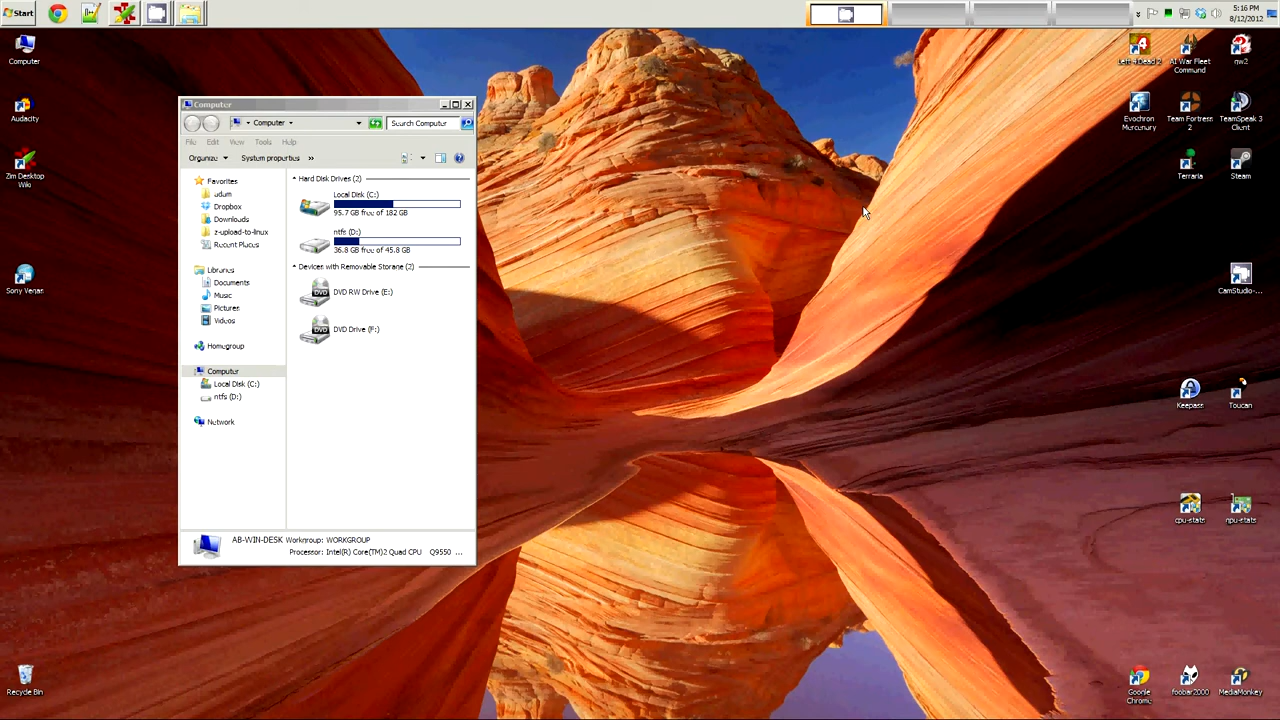 Start
5:16 PM
8/12/2012
Computer
Audacity
Zim Desktop
Wiki
Sony Vegas
Recycle Bin
Computer
Computer
Search Computer
File Edit View Tools Help
Organize System properties »
Favorites
adam
Dropbox
Downloads
z-upload-to-linux
Recent Places
Libraries
Documents
Music
Pictures
Videos
Homegroup
Computer
Local Disk (C:)
ntfs (D:)
Network
Hard Disk Drives (2)
Local Disk (C:)
95.7 GB free of 182 GB
ntfs (D:)
36.8 GB free of 45.8 GB
Devices with Removable Storage (2)
DVD RW Drive (E:)
DVD Drive (F:)
AB-WIN-DESK Workgroup: WORKGROUP
Processor: Intel(R) Core(TM)2 Quad CPU Q9550 ...
Left 4 Dead 2
AI War Fleet
Command
Evochron
Mercenary
Team Fortress
2
TeamSpeak 3
Client
Terraria
Steam
CamStudio-...
Keepass
Toucan
cpu-stats
gpu-stats
Google
Chrome
foobar2000
MediaMonkey